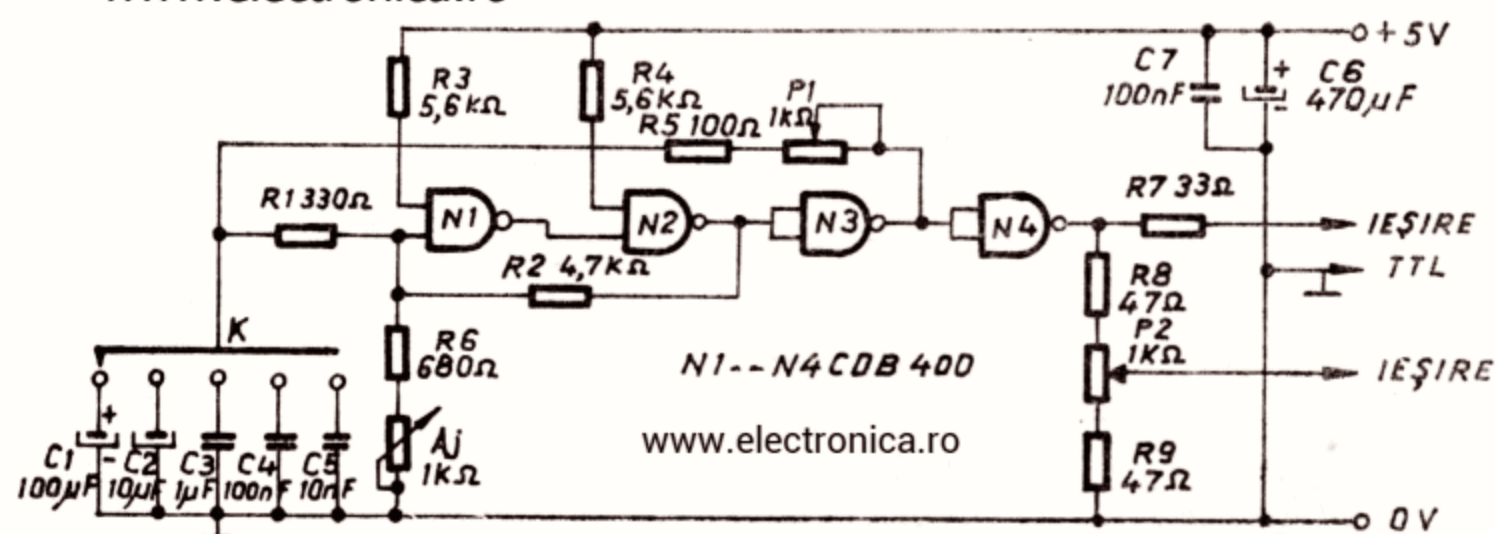 +5V
R3
5,6kΩ
R4
5,6kΩ
P1
1kΩ
C7
100nF
C6
470µF
+
-
R5 100Ω
R1 330Ω
N1
N2
N3
N4
R7 33Ω
IEŞIRE
TTL
R2 4,7KΩ
R8
47Ω
P2
1KΩ
K
R6
680Ω
N1--N4 CDB 400
IEŞIRE
+
-
Aj
1KΩ
www.electronica.ro
R9
47Ω
C1
100µF
C2
10µF
C3
1µF
C4
100nF
C5
10nF
0V